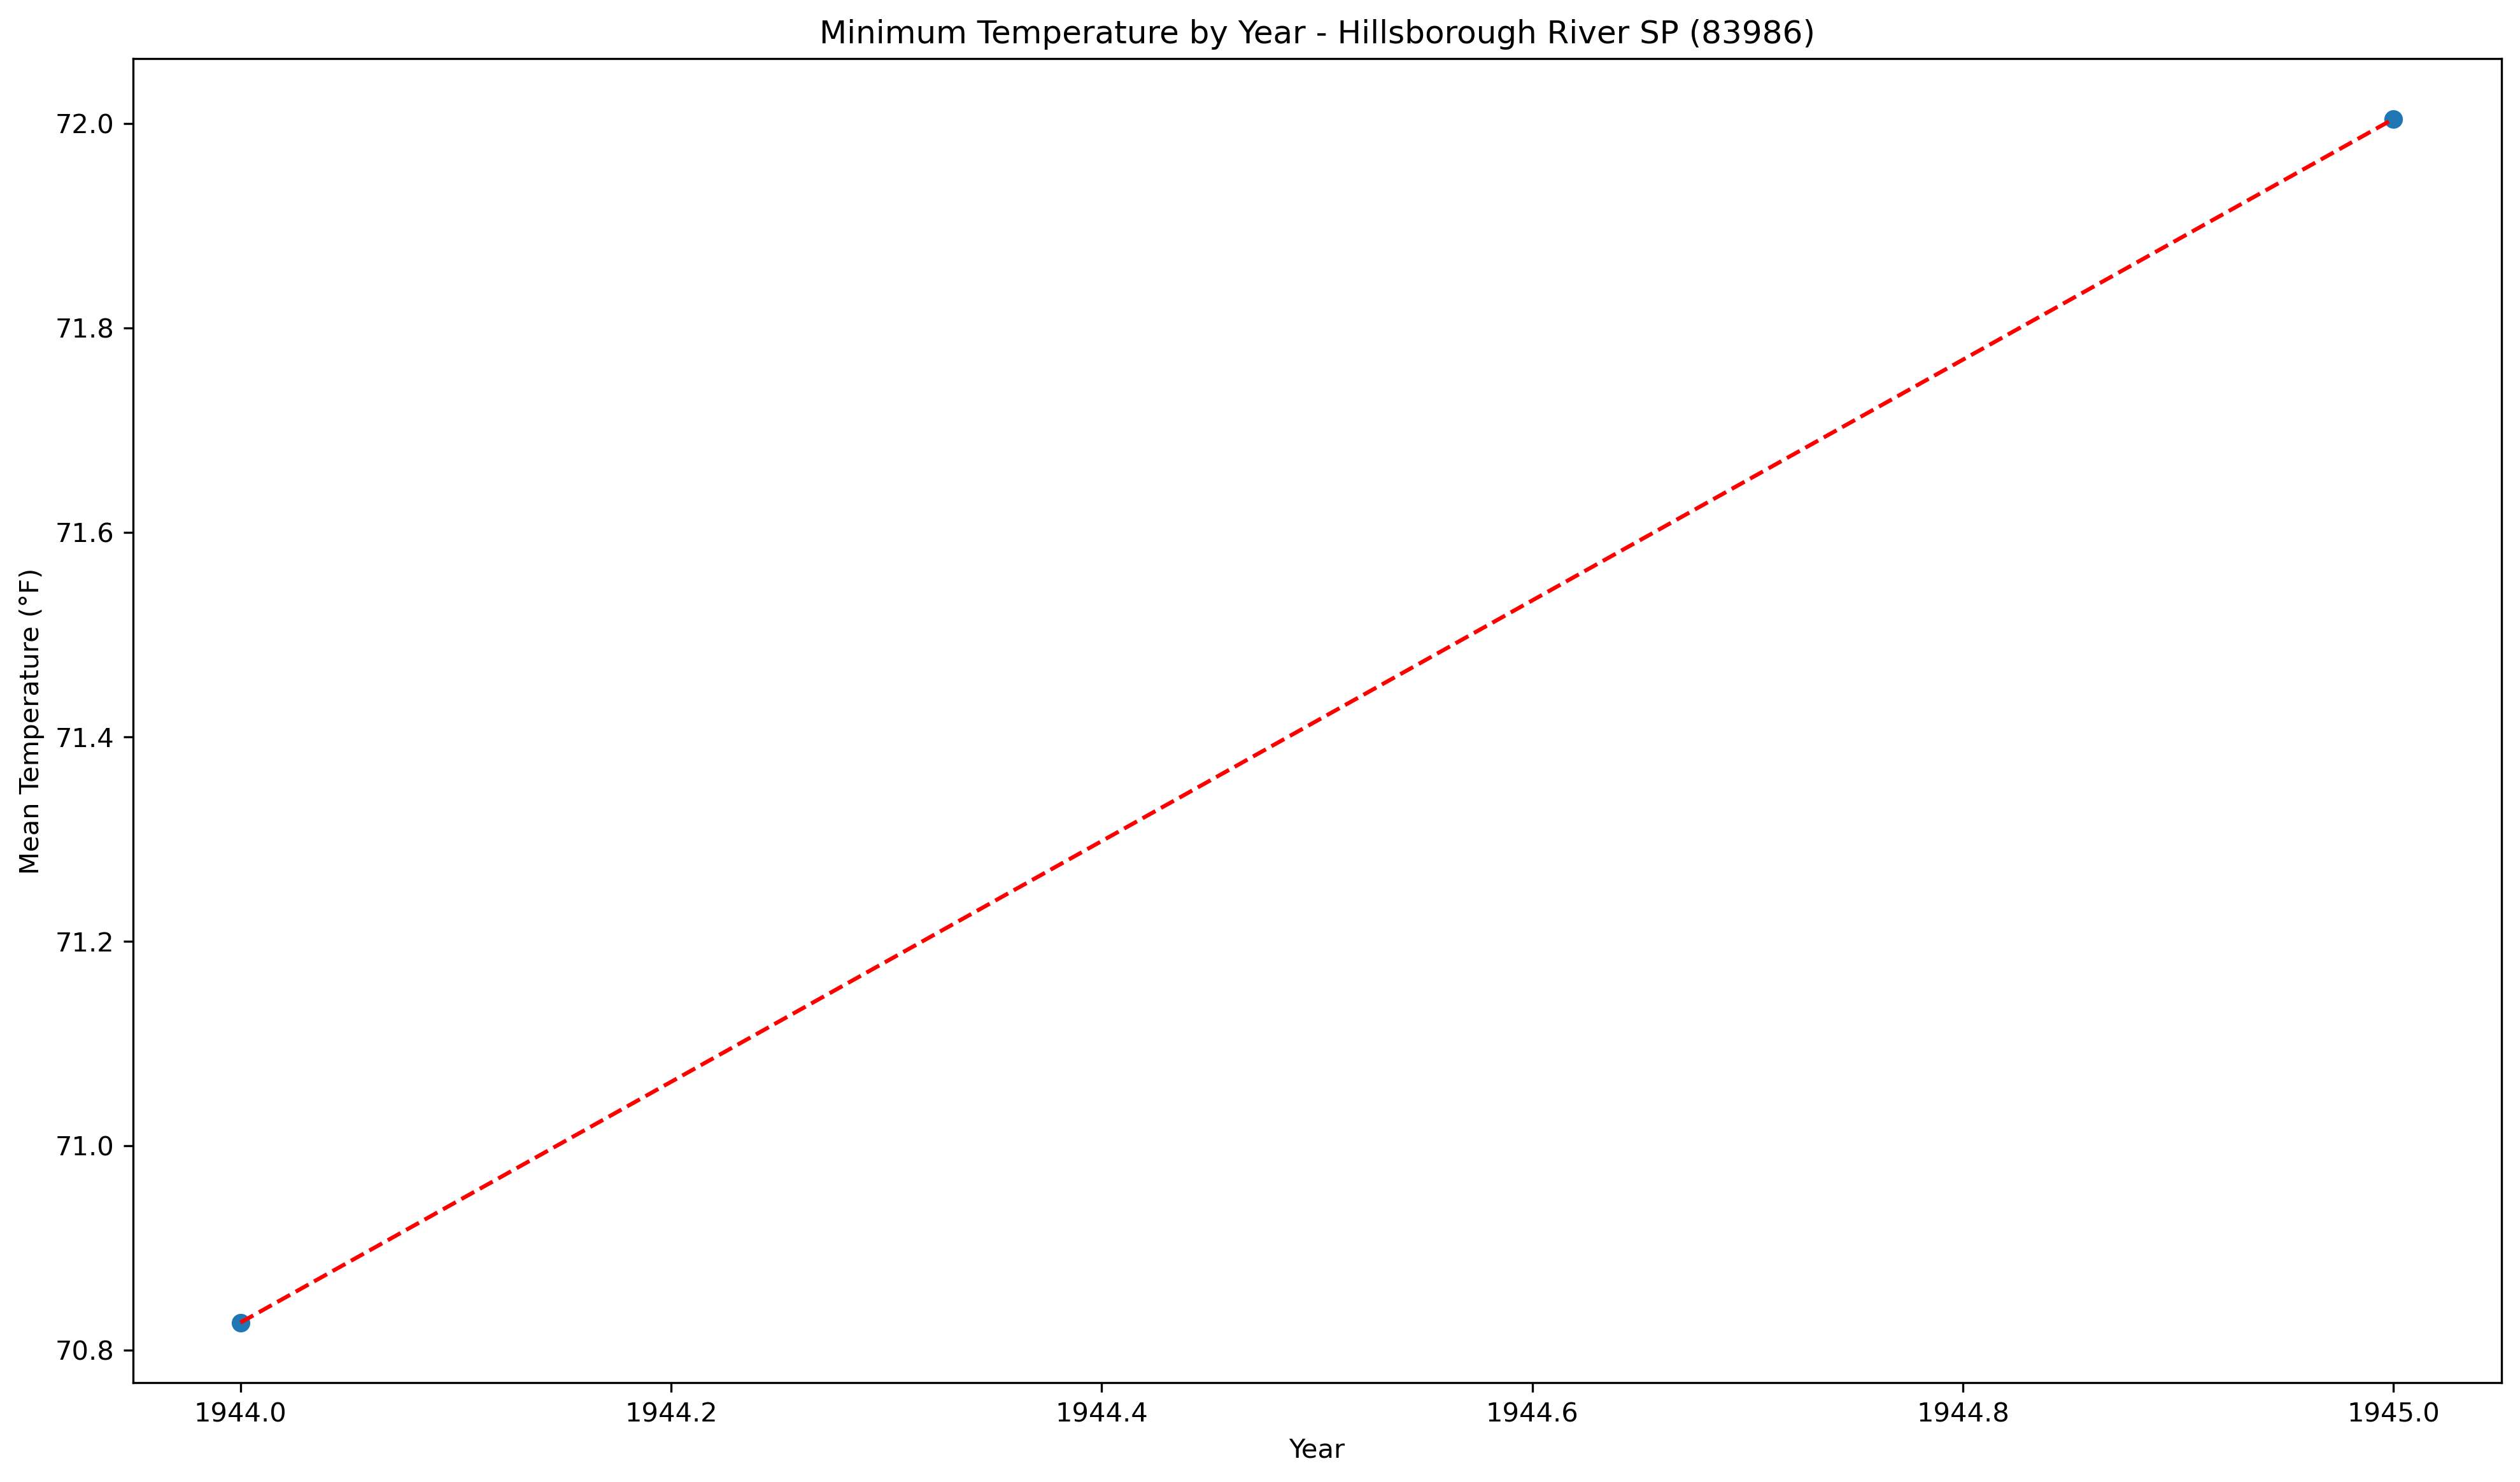 Minimum Temperature by Year - Hillsborough River SP (83986)
Mean Temperature (°F)
72.0
71.8
71.6
71.4
71.2
71.0
70.8
1944.0 1944.2 1944.4 1944.6 1944.8 1945.0
Year